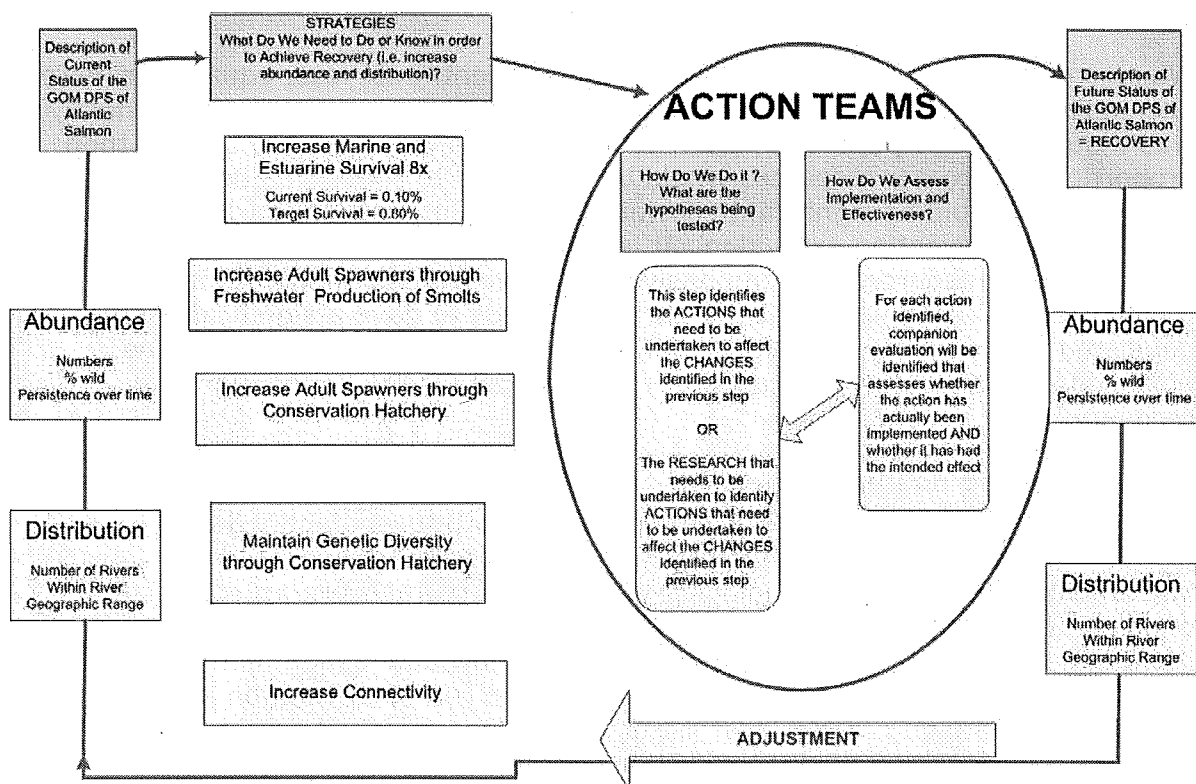 Description of
Current
Status of the
GOM DPS of
Atlantic
Salmon
STRATEGIES
What Do We Need to Do or Know in order
to Achieve Recovery (i.e. increase
abundance and distribution)?
Increase Marine and
Estuarine Survival 8x
Current Survival = 0.10%
Target Survival = 0.80%
Increase Adult Spawners through
Freshwater Production of Smolts
Increase Adult Spawners through
Conservation Hatchery
Maintain Genetic Diversity
through Conservation Hatchery
Increase Connectivity
Abundance
Numbers
% wild
Persistence over time
Distribution
Number of Rivers
Within River
Geographic Range
ACTION TEAMS
How Do We Do it ?
What are the
hypotheses being
tested?
This step identifies
the ACTIONS that
need to be
undertaken to affect
the CHANGES
identified in the
previous step
OR
The RESEARCH that
needs to be
undertaken to identify
ACTIONS that need
to be undertaken to
affect the CHANGES
identified in the
previous step
How Do We Assess
Implementation and
Effectiveness?
For each action
identified,
companion
evaluation will be
identified that
assesses whether
the action has
actually been
implemented AND
whether it has had
the intended effect
Description of
Future Status of
the GOM DPS of
Atlantic Salmon
= RECOVERY
Abundance
Numbers
% wild
Persistence over time
Distribution
Number of Rivers
Within River
Geographic Range
ADJUSTMENT